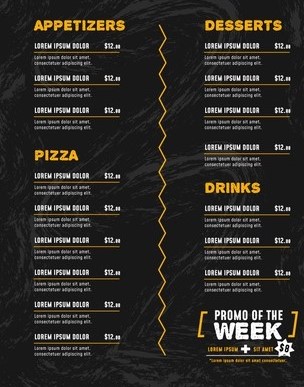 APPETIZERS
LOREM IPSUM DOLOR $12.00
Lorem ipsum dolor sit amet,
consectetuer adipiscing elit.
LOREM IPSUM DOLOR $12.00
Lorem ipsum dolor sit amet,
consectetuer adipiscing elit.
LOREM IPSUM DOLOR $12.00
Lorem ipsum dolor sit amet,
consectetuer adipiscing elit.
PIZZA
LOREM IPSUM DOLOR $12.00
Lorem ipsum dolor sit amet,
consectetuer adipiscing elit.
LOREM IPSUM DOLOR $12.00
Lorem ipsum dolor sit amet,
consectetuer adipiscing elit.
LOREM IPSUM DOLOR $12.00
Lorem ipsum dolor sit amet,
consectetuer adipiscing elit.
LOREM IPSUM DOLOR $12.00
Lorem ipsum dolor sit amet,
consectetuer adipiscing elit.
LOREM IPSUM DOLOR $12.00
Lorem ipsum dolor sit amet,
consectetuer adipiscing elit.
LOREM IPSUM DOLOR $12.00
Lorem ipsum dolor sit amet,
consectetuer adipiscing elit.
DESSERTS
LOREM IPSUM DOLOR $12.00
Lorem ipsum dolor sit amet,
consectetuer adipiscing elit.
LOREM IPSUM DOLOR $12.00
Lorem ipsum dolor sit amet,
consectetuer adipiscing elit.
LOREM IPSUM DOLOR $12.00
Lorem ipsum dolor sit amet,
consectetuer adipiscing elit.
LOREM IPSUM DOLOR $12.00
Lorem ipsum dolor sit amet,
consectetuer adipiscing elit.
DRINKS
LOREM IPSUM DOLOR $12.00
Lorem ipsum dolor sit amet,
consectetuer adipiscing elit.
LOREM IPSUM DOLOR $12.00
Lorem ipsum dolor sit amet,
consectetuer adipiscing elit.
LOREM IPSUM DOLOR $12.00
Lorem ipsum dolor sit amet,
consectetuer adipiscing elit.
PROMO OF THE
WEEK
LOREM IPSUM + SIT AMET $8
*Lorem ipsum dolor sit amet, consectetuer.